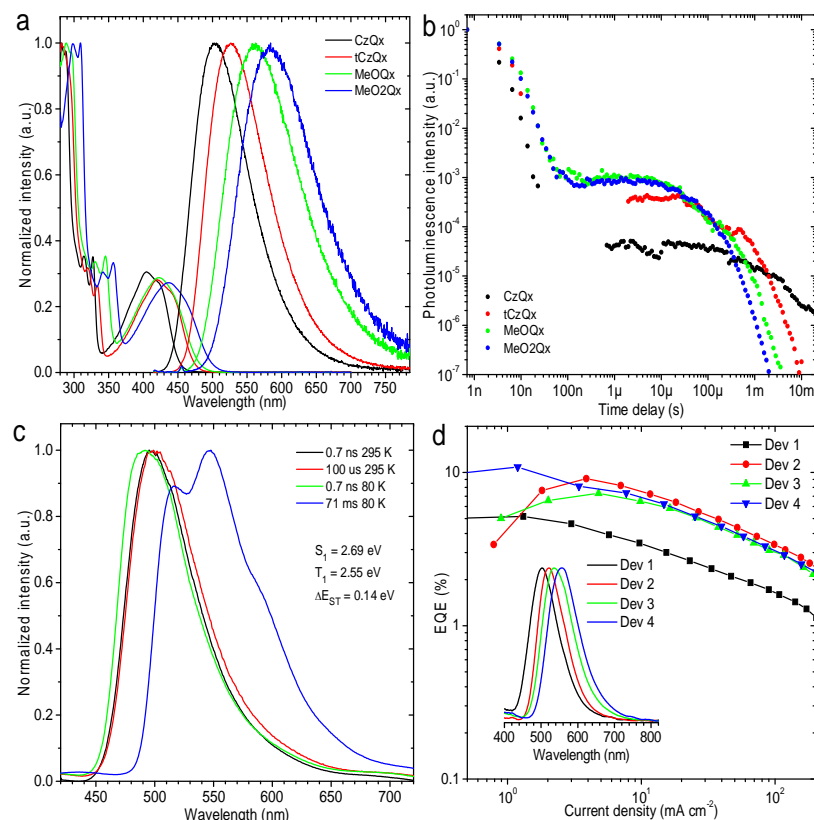 a
CzQx
tCzQx
MeOQx
MeO2Qx
Normalized intensity (a.u.)
1.0
0.8
0.6
0.4
0.2
0.0
300 350 400 450 500 550 600 650 700 750
Wavelength (nm)
b
Photoluminescence intensity (a.u.)
10⁰
10⁻¹
10⁻²
10⁻³
10⁻⁴
10⁻⁵
10⁻⁶
10⁻⁷
CzQx
tCzQx
MeOQx
MeO2Qx
1n 10n 100n 1µ 10µ 100µ 1m 10m
Time delay (s)
c
0.7 ns 295 K
100 us 295 K
0.7 ns 80 K
71 ms 80 K
S₁ = 2.69 eV
T₁ = 2.55 eV
ΔE_ST = 0.14 eV
Normalized intensity (a.u.)
1.0
0.8
0.6
0.4
0.2
0.0
450 500 550 600 650 700
Wavelength (nm)
d
Dev 1
Dev 2
Dev 3
Dev 4
EQE (%)
10
1
0.1
Dev 1
Dev 2
Dev 3
Dev 4
400 500 600 700 800
Wavelength (nm)
10⁰ 10¹ 10²
Current density (mA cm⁻²)